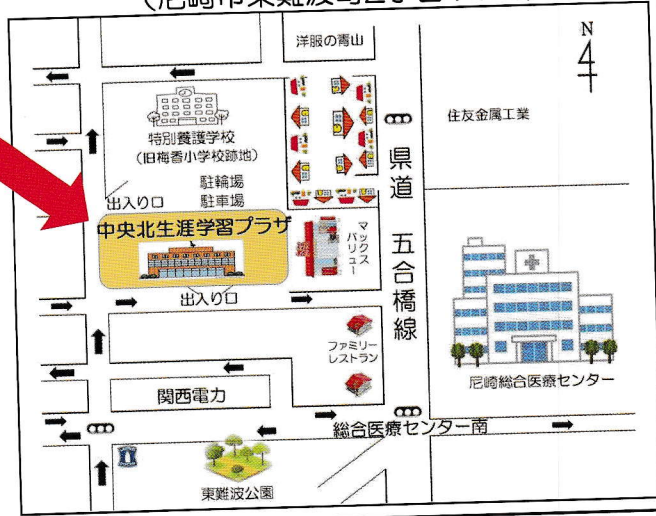 洋服の青山
N
住友金属工業
特別養護学校
(旧梅香小学校跡地)
県道 五合橋線
駐輪場
駐車場
出入り口
中央北生涯学習プラザ
マックス
バリュー
出入り口
ファミリー
レストラン
尼崎総合医療センター
関西電力
総合医療センター南
東難波公園